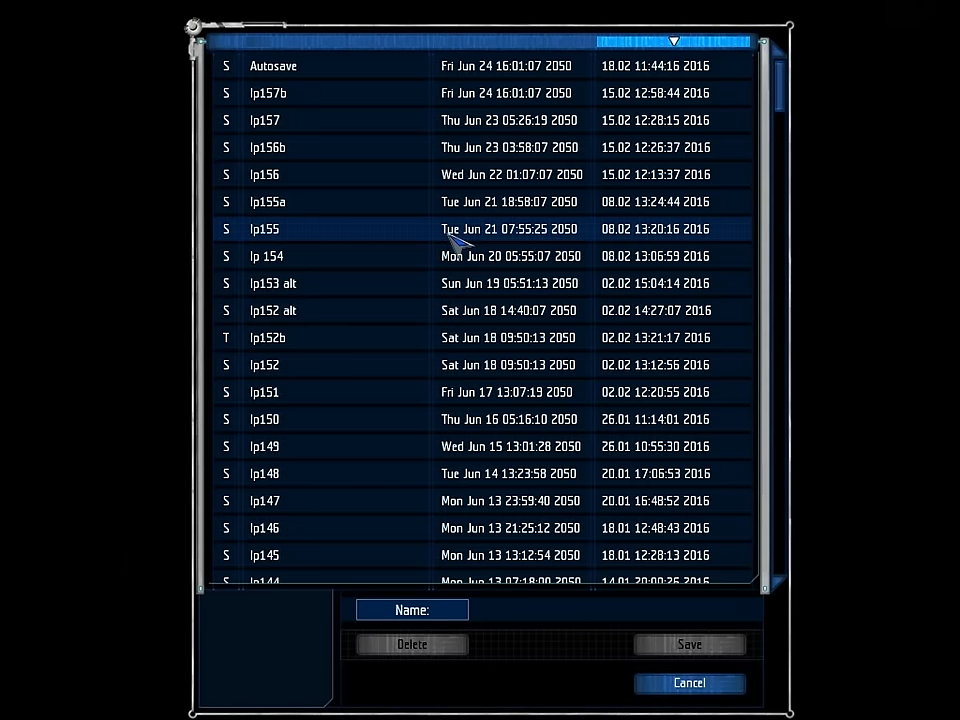 S Autosave Fri Jun 24 16:01:07 2050 18.02 11:44:16 2016
S lp157b Fri Jun 24 16:01:07 2050 15.02 12:58:44 2016
S lp157 Thu Jun 23 05:26:19 2050 15.02 12:28:15 2016
S lp156b Thu Jun 23 03:58:07 2050 15.02 12:26:37 2016
S lp156 Wed Jun 22 01:07:07 2050 15.02 12:13:37 2016
S lp155a Tue Jun 21 18:58:07 2050 08.02 13:24:44 2016
S lp155 Tue Jun 21 07:55:25 2050 08.02 13:20:16 2016
S lp 154 Mon Jun 20 05:55:07 2050 08.02 13:06:59 2016
S lp153 alt Sun Jun 19 05:51:13 2050 02.02 15:04:14 2016
S lp152 alt Sat Jun 18 14:40:07 2050 02.02 14:27:07 2016
T lp152b Sat Jun 18 09:50:13 2050 02.02 13:21:17 2016
S lp152 Sat Jun 18 09:50:13 2050 02.02 13:12:56 2016
S lp151 Fri Jun 17 13:07:19 2050 02.02 12:20:55 2016
S lp150 Thu Jun 16 05:16:10 2050 26.01 11:14:01 2016
S lp149 Wed Jun 15 13:01:28 2050 26.01 10:55:30 2016
S lp148 Tue Jun 14 13:23:58 2050 20.01 17:06:53 2016
S lp147 Mon Jun 13 23:59:40 2050 20.01 16:48:52 2016
S lp146 Mon Jun 13 21:25:12 2050 18.01 12:48:43 2016
S lp145 Mon Jun 13 13:12:54 2050 18.01 12:28:13 2016
S lp144 Mon Jun 13 07:18:00 2050 14.01 20:00:26 2016
Name:
Delete Save
Cancel